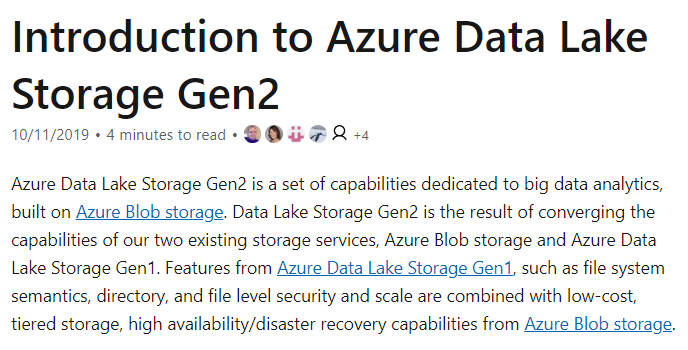 Introduction to Azure Data Lake
Storage Gen2
10/11/2019 • 4 minutes to read • +4
Azure Data Lake Storage Gen2 is a set of capabilities dedicated to big data analytics,
built on Azure Blob storage. Data Lake Storage Gen2 is the result of converging the
capabilities of our two existing storage services, Azure Blob storage and Azure Data
Lake Storage Gen1. Features from Azure Data Lake Storage Gen1, such as file system
semantics, directory, and file level security and scale are combined with low-cost,
tiered storage, high availability/disaster recovery capabilities from Azure Blob storage.